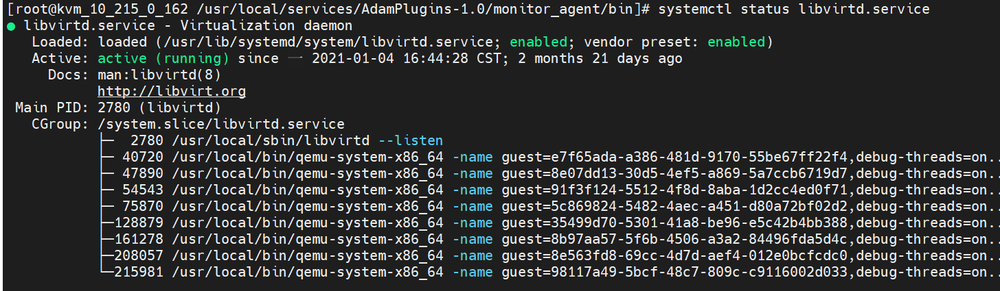 [root@kvm_10_215_0_162 /usr/local/services/AdamPlugins-1.0/monitor_agent/bin]# systemctl status libvirtd.service
● libvirtd.service - Virtualization daemon
Loaded: loaded (/usr/lib/systemd/system/libvirtd.service; enabled; vendor preset: enabled)
Active: active (running) since 一 2021-01-04 16:44:28 CST; 2 months 21 days ago
Docs: man:libvirtd(8)
http://libvirt.org
Main PID: 2780 (libvirtd)
CGroup: /system.slice/libvirtd.service
├─ 2780 /usr/local/sbin/libvirtd --listen
├─ 40720 /usr/local/bin/qemu-system-x86_64 -name guest=e7f65ada-a386-481d-9170-55be67ff22f4,debug-threads=on..
├─ 47890 /usr/local/bin/qemu-system-x86_64 -name guest=8e07dd13-30d5-4ef5-a869-5a7ccb6719d7,debug-threads=on..
├─ 54543 /usr/local/bin/qemu-system-x86_64 -name guest=91f3f124-5512-4f8d-8aba-1d2cc4ed0f71,debug-threads=on..
├─ 75870 /usr/local/bin/qemu-system-x86_64 -name guest=5c869824-5482-4aec-a451-d80a72bf02d2,debug-threads=on..
├─128879 /usr/local/bin/qemu-system-x86_64 -name guest=35499d70-5301-41a8-be96-e5c42b4bb388,debug-threads=on..
├─161278 /usr/local/bin/qemu-system-x86_64 -name guest=8b97aa57-5f6b-4506-a3a2-84496fda5d4c,debug-threads=on..
├─208057 /usr/local/bin/qemu-system-x86_64 -name guest=8e563fd8-69cc-4d7d-aef4-012e0bcfcdc0,debug-threads=on..
└─215981 /usr/local/bin/qemu-system-x86_64 -name guest=98117a49-5bcf-48c7-809c-c9116002d033,debug-threads=on..